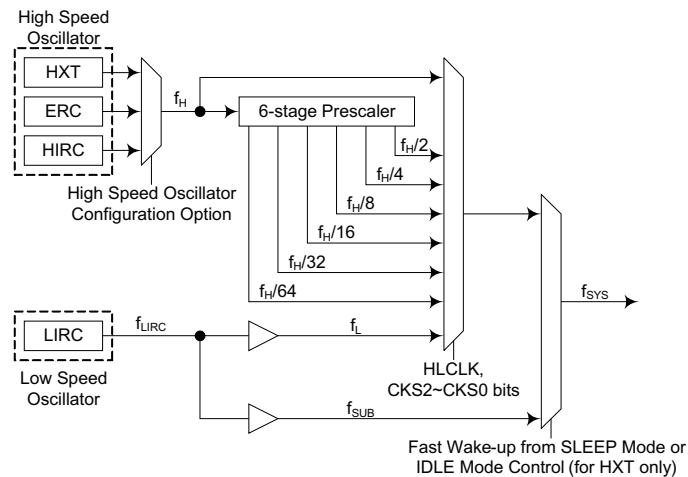 High Speed
Oscillator
HXT
ERC
HIRC
fH
6-stage Prescaler
High Speed Oscillator
Configuration Option
fH/2
fH/4
fH/8
fH/16
fH/32
fH/64
LIRC
fLIRC
fL
Low Speed
Oscillator
HLCLK,
CKS2~CKS0 bits
fSUB
fSYS
Fast Wake-up from SLEEP Mode or
IDLE Mode Control (for HXT only)